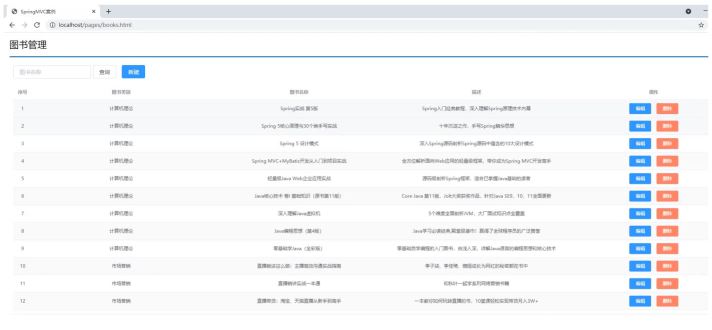 SpringMVC案例
localhost/pages/books.html
图书管理
图书名称 查询 新建
序号 图书类别 图书名称 描述 操作
1 计算机理论 Spring实战 第5版 Spring入门经典教程，深入理解Spring原理技术内幕 编辑 删除
2 计算机理论 Spring 5核心原理与30个类手写实战 十年沉淀之作，手写Spring精华思想 编辑 删除
3 计算机理论 Spring 5 设计模式 深入Spring源码剖析Spring源码中蕴含的10大设计模式 编辑 删除
4 计算机理论 Spring MVC+MyBatis开发从入门到项目实战 全方位解析面向Web应用的轻量级框架，带你成为Spring MVC开发高手 编辑 删除
5 计算机理论 轻量级Java Web企业应用实战 源码级剖析Spring框架，适合已掌握Java基础的读者 编辑 删除
6 计算机理论 Java核心技术 卷I 基础知识（原书第11版） Core Java 第11版，Jolt大奖获奖作品，针对Java SE9、10、11全面更新 编辑 删除
7 计算机理论 深入理解Java虚拟机 5个维度全面剖析JVM，大厂面试知识点全覆盖 编辑 删除
8 计算机理论 Java编程思想（第4版） Java学习必读经典,殿堂级著作！赢得了全球程序员的广泛赞誉 编辑 删除
9 计算机理论 零基础学Java（全彩版） 零基础自学编程的入门图书，由浅入深，详解Java语言的编程思想和核心技术 编辑 删除
10 市场营销 直播就该这么做：主播高效沟通实战指南 李子柒、李佳琦、薇娅成长为网红的秘密都在书中 编辑 删除
11 市场营销 直播销讲实战一本通 和秋叶一起学系列网络营销书籍 编辑 删除
12 市场营销 直播带货：淘宝、天猫直播从新手到高手 一本教你如何玩转直播的书，10堂课轻松实现带货月入3W+ 编辑 删除